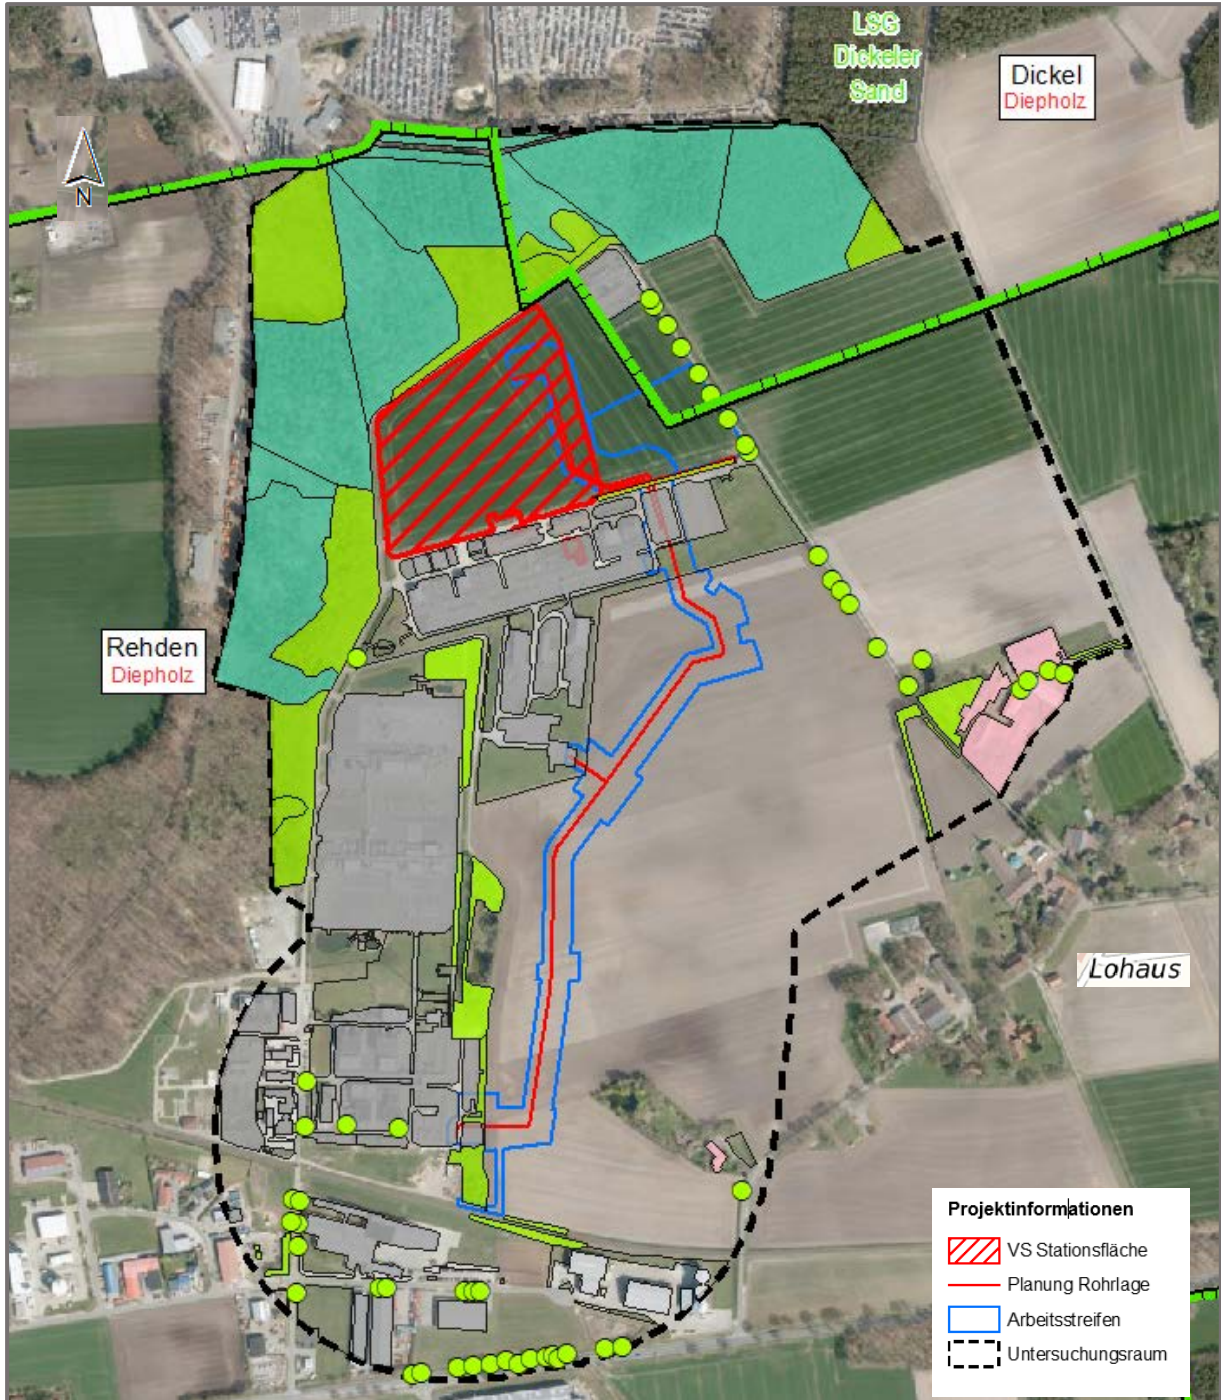 LSG
Dickeler
Sand
Dickel
Diepholz
N
Rehden
Diepholz
Lohaus
Projektinformationen
VS Stationsfläche
Planung Rohrlage
Arbeitsstreifen
Untersuchungsraum